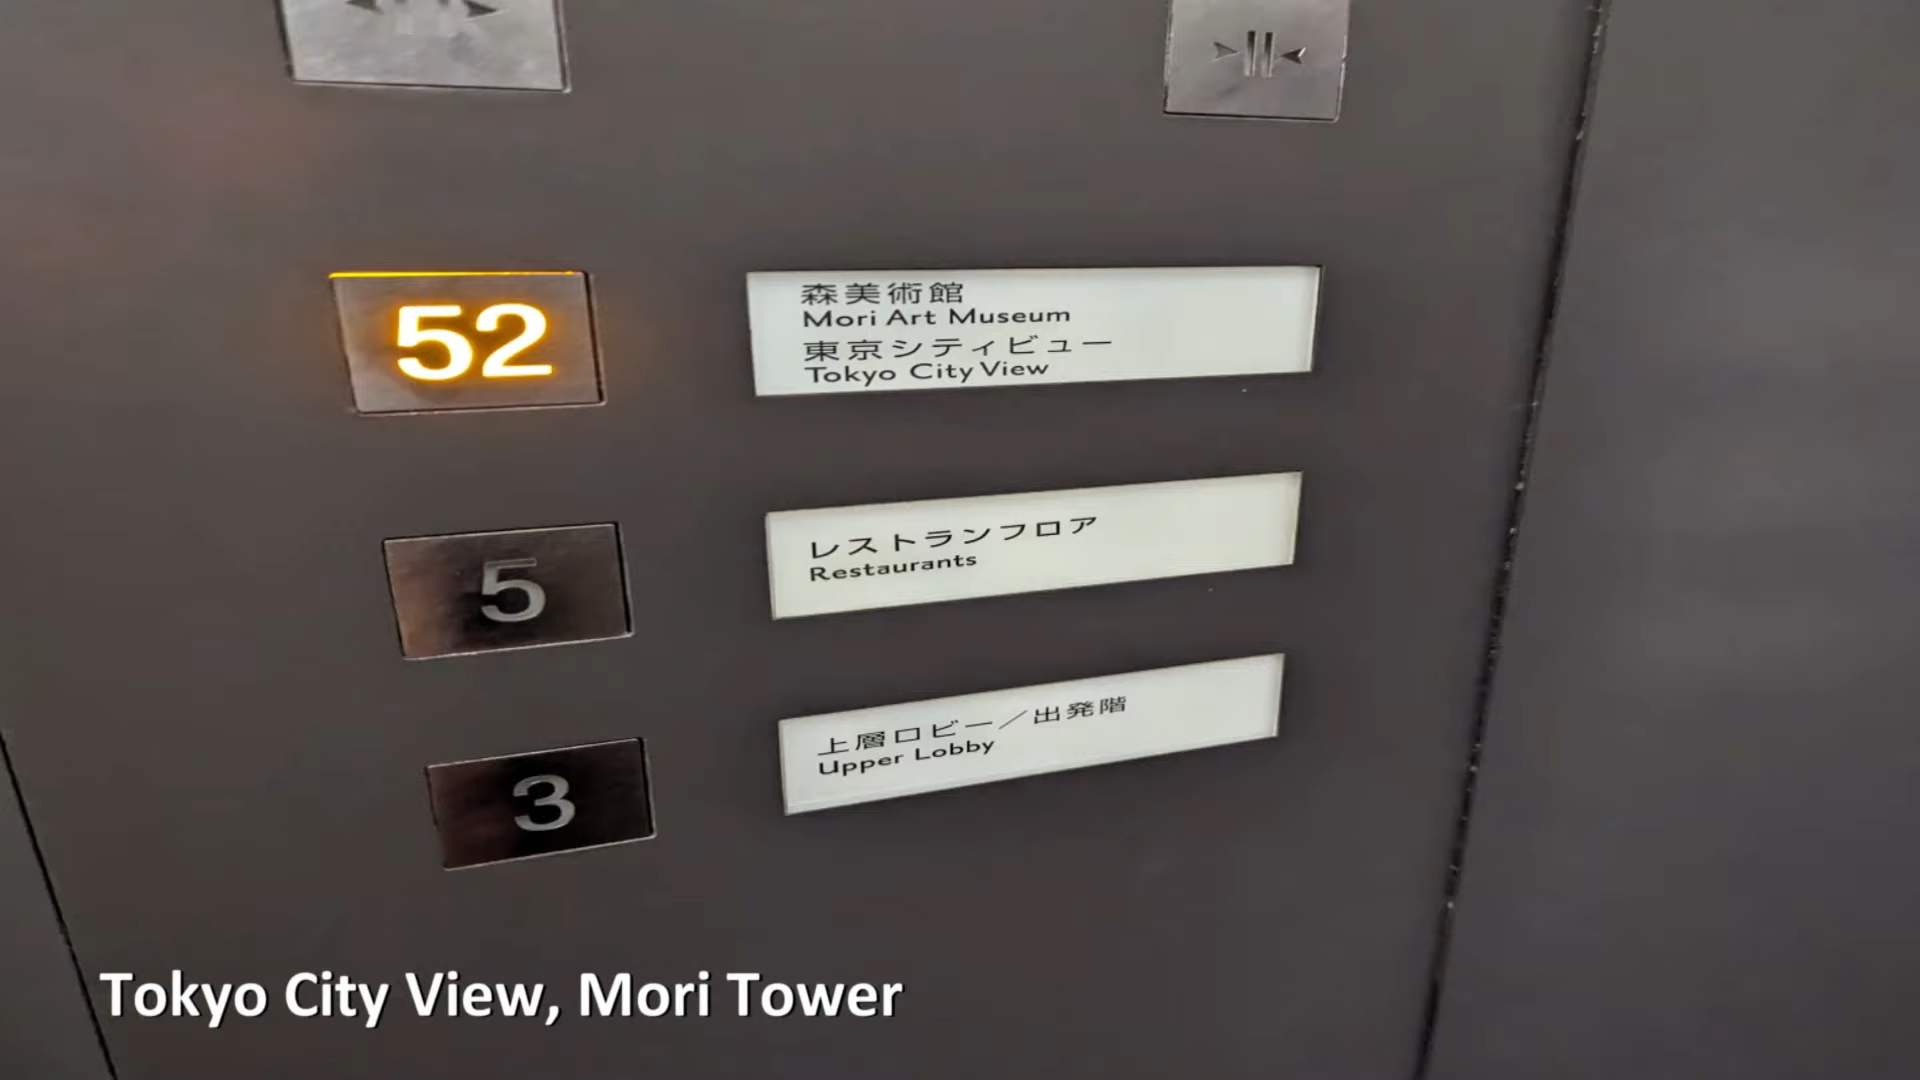 52
森美術館
Mori Art Museum
東京シティビュー
Tokyo City View
5
レストランフロア
Restaurants
3
上層ロビー／出発階
Upper Lobby
Tokyo City View, Mori Tower